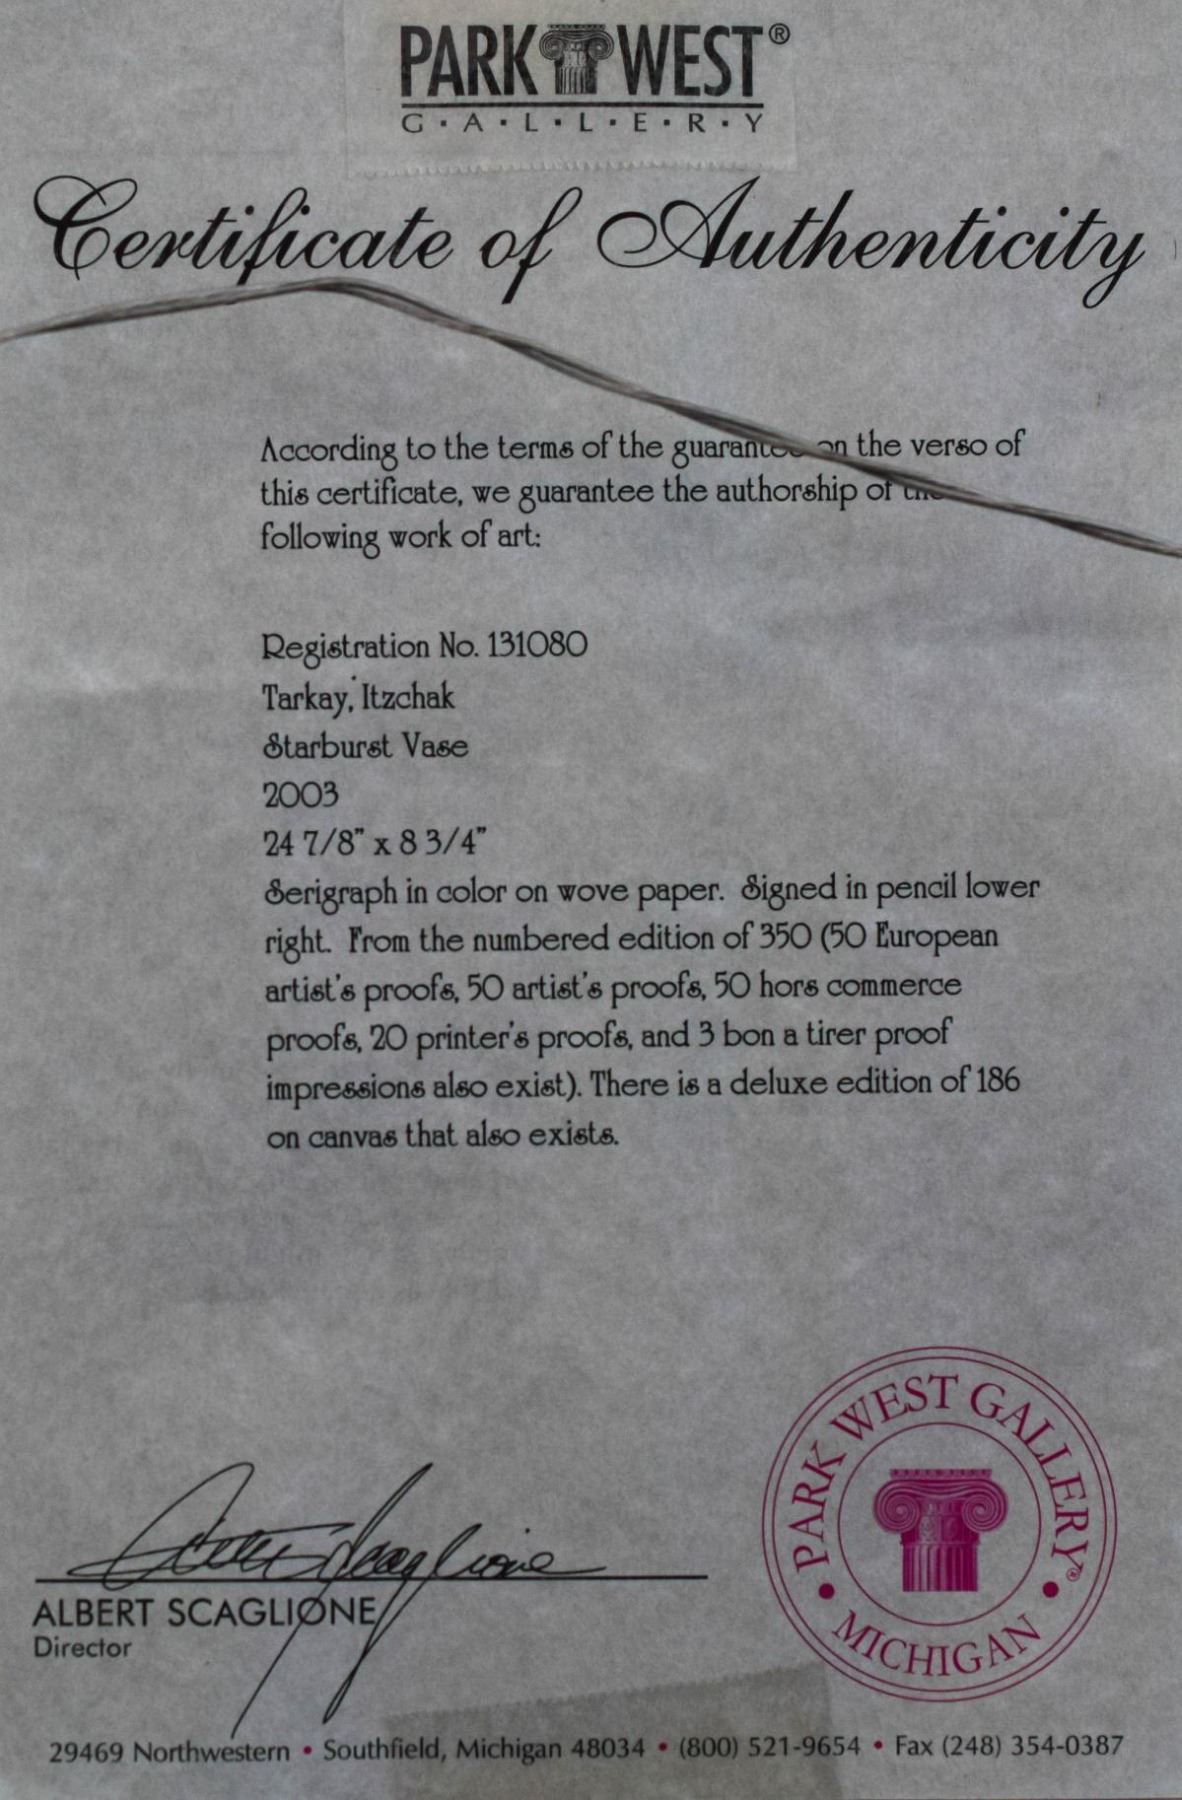 PARK WEST®
G·A·L·L·E·R·Y
Certificate of Authenticity
According to the terms of the guarantee on the verso of
this certificate, we guarantee the authorship of the
following work of art:
Registration No. 131080
Tarkay, Itzchak
Starburst Vase
2003
24 7/8" x 8 3/4"
Serigraph in color on wove paper. Signed in pencil lower
right. From the numbered edition of 350 (50 European
artist's proofs, 50 artist's proofs, 50 hors commerce
proofs, 20 printer's proofs, and 3 bon a tirer proof
impressions also exist). There is a deluxe edition of 186
on canvas that also exists.
PARK WEST GALLERY®
• MICHIGAN •
Albert Scaglione
ALBERT SCAGLIONE
Director
29469 Northwestern • Southfield, Michigan 48034 • (800) 521-9654 • Fax (248) 354-0387